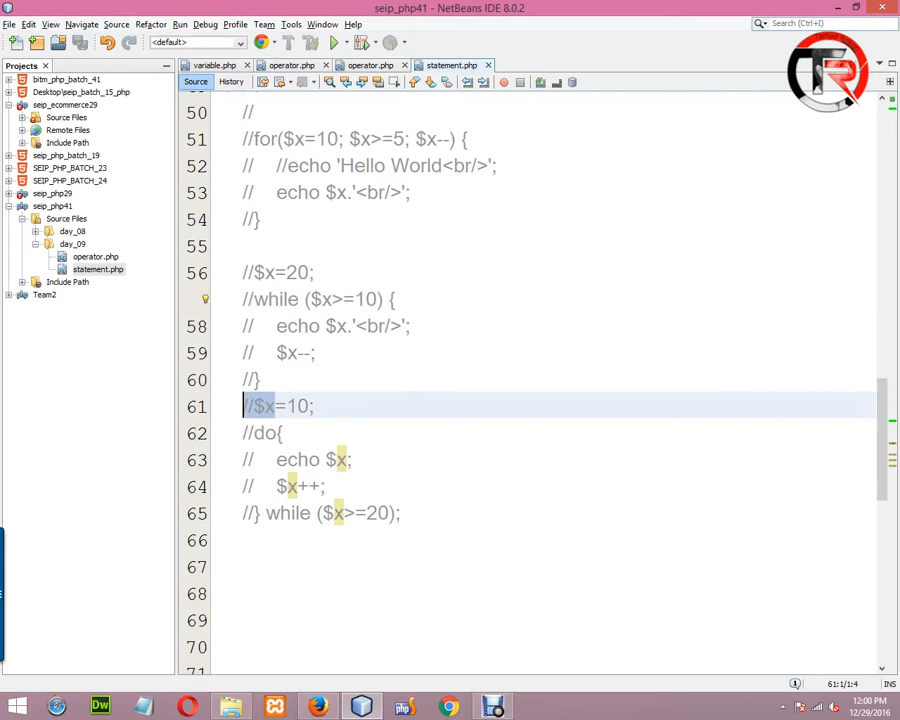 seip_php41 - NetBeans IDE 8.0.2
File Edit View Navigate Source Refactor Run Debug Profile Team Tools Window Help
Search (Ctrl+I)
<default>
TR
Projects
variable.php operator.php operator.php statement.php
Source History
bitm_php_batch_41
Desktop\seip_batch_15_php
seip_ecommerce29
Source Files
Remote Files
Include Path
seip_php_batch_19
SEIP_PHP_BATCH_23
SEIP_PHP_BATCH_24
seip_php29
seip_php41
Source Files
day_08
day_09
operator.php
statement.php
Include Path
Team2
50 //
51 //for($x=10; $x>=5; $x--) {
52 // //echo 'Hello World<br/>';
53 // echo $x.'<br/>';
54 //}
55
56 //$x=20;
//while ($x>=10) {
58 // echo $x.'<br/>';
59 // $x--;
60 //}
61 //$x=10;
62 //do{
63 // echo $x;
64 // $x++;
65 //} while ($x>=20);
66
67
68
69
70
71
61:1/1:4 INS
Dw
php
12:00 PM
12/29/2016